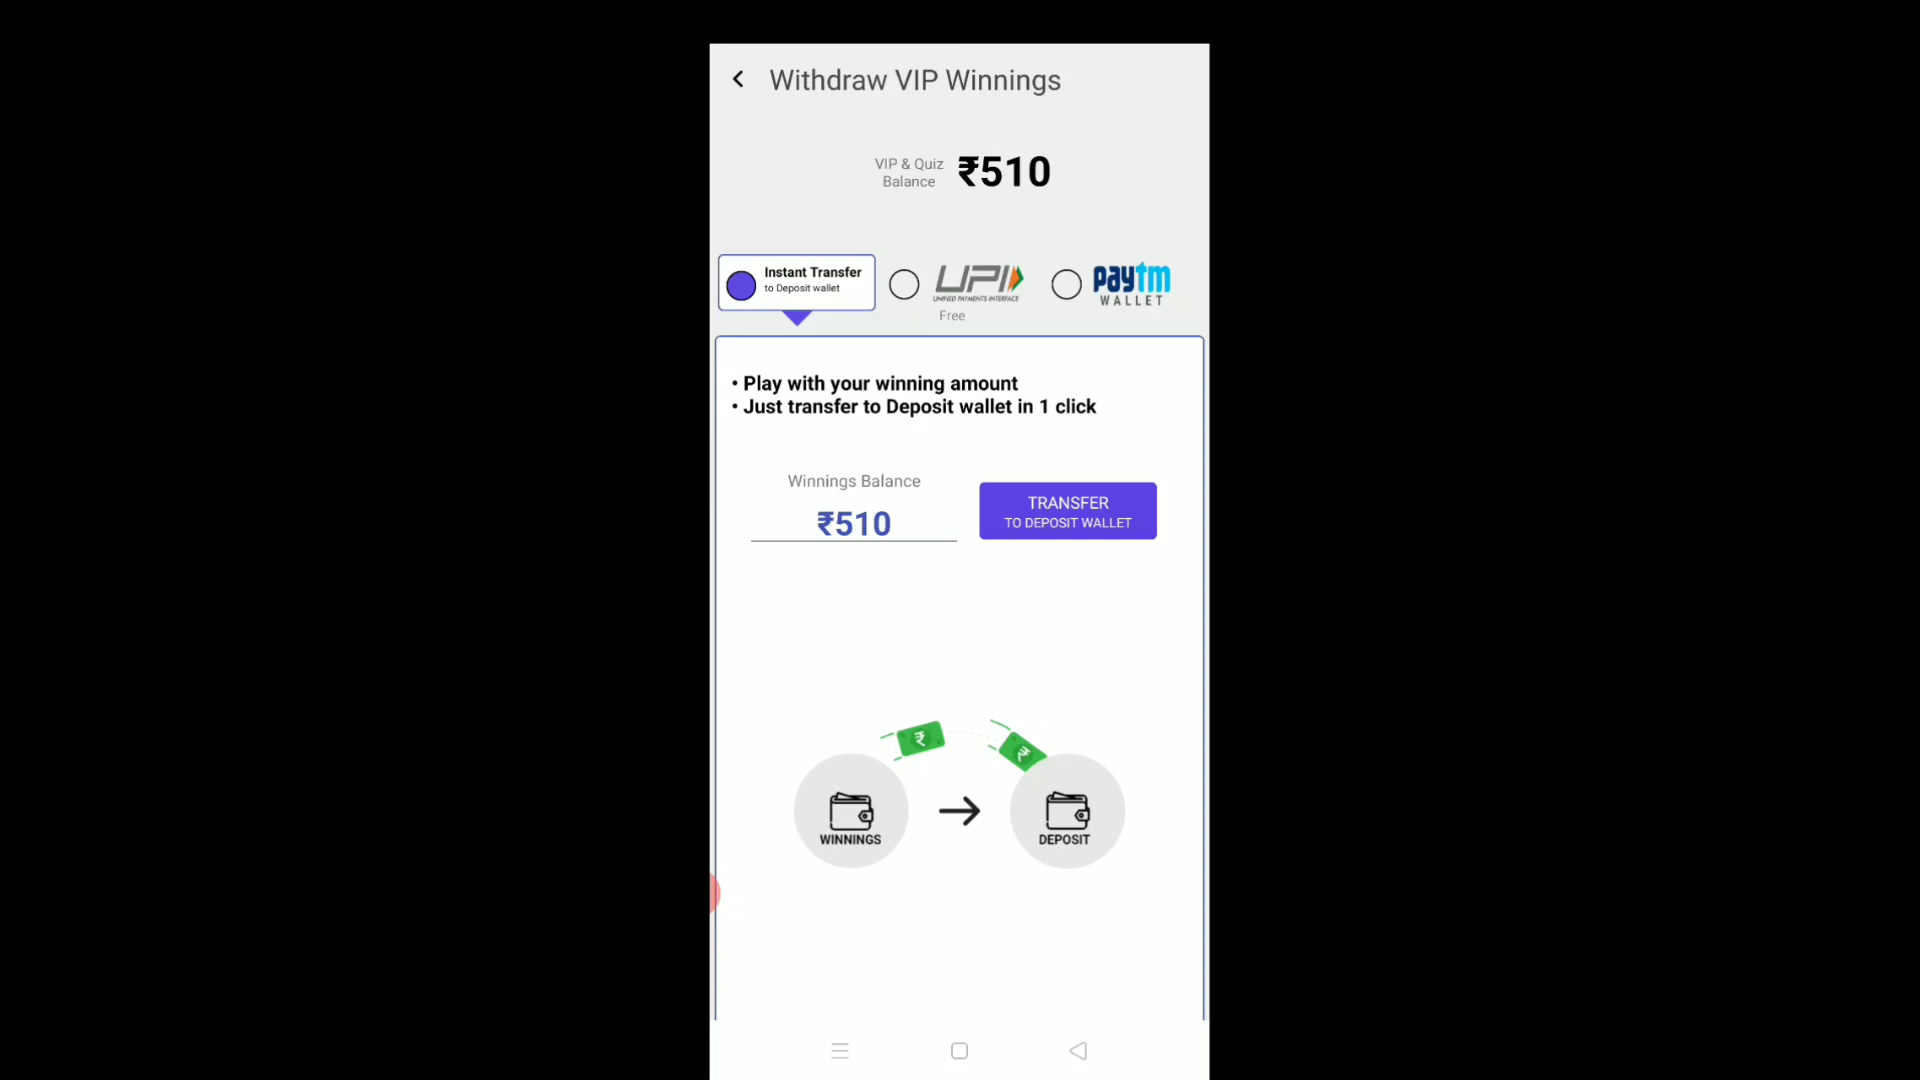 Withdraw VIP Winnings
VIP & Quiz
Balance
₹510
Instant Transfer
to Deposit wallet
UPI
UNIFIED PAYMENTS INTERFACE
Free
paytm
WALLET
• Play with your winning amount
• Just transfer to Deposit wallet in 1 click
Winnings Balance
₹510
TRANSFER
TO DEPOSIT WALLET
₹
₹
WINNINGS
DEPOSIT